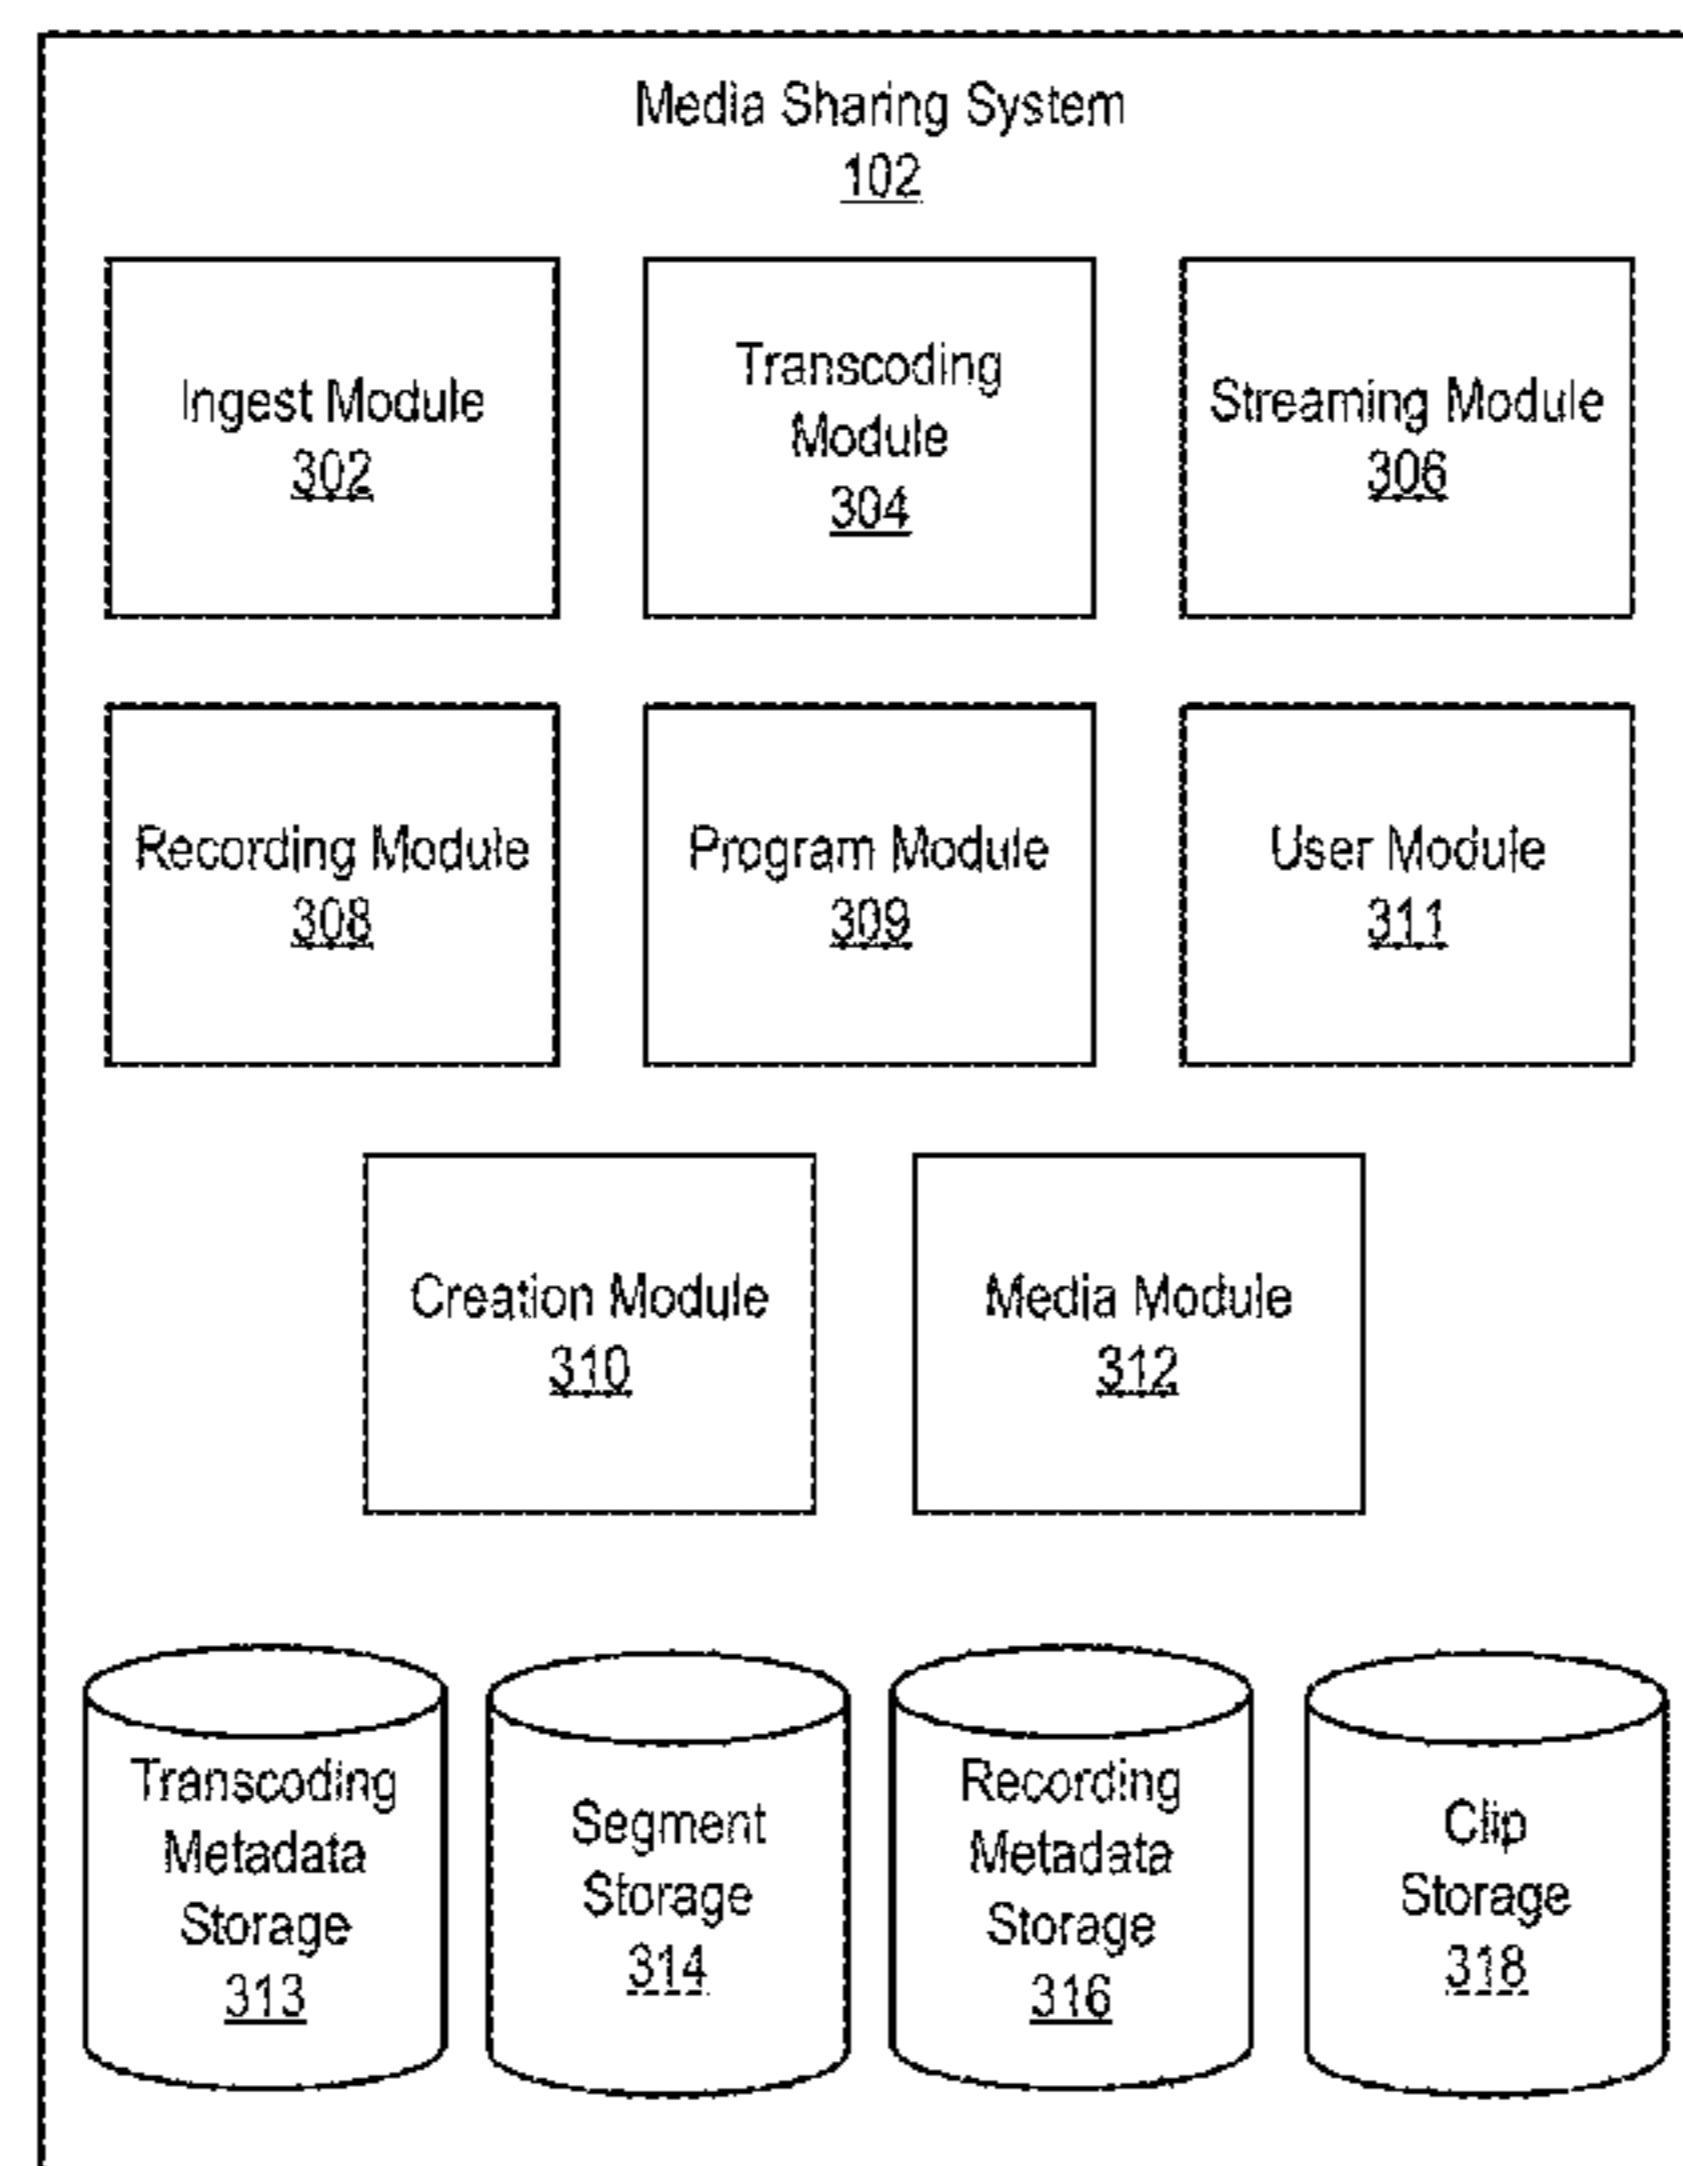 Media Sharing System
102
Ingest Module
302
Transcoding
Module
304
Streaming Module
306
Recording Module
308
Program Module
309
User Module
311
Creation Module
310
Media Module
312
Transcoding
Metadata
Storage
313
Segment
Storage
314
Recording
Metadata
Storage
316
Clip
Storage
318